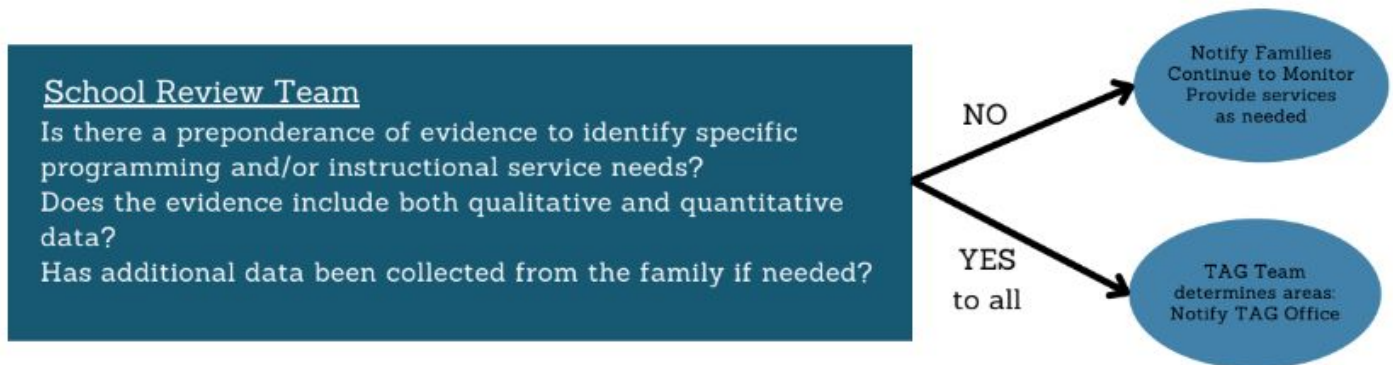 School Review Team
Is there a preponderance of evidence to identify specific
programming and/or instructional service needs?
Does the evidence include both qualitative and quantitative
data?
Has additional data been collected from the family if needed?
NO
Notify Families
Continue to Monitor
Provide services
as needed
YES
to all
TAG Team
determines areas:
Notify TAG Office